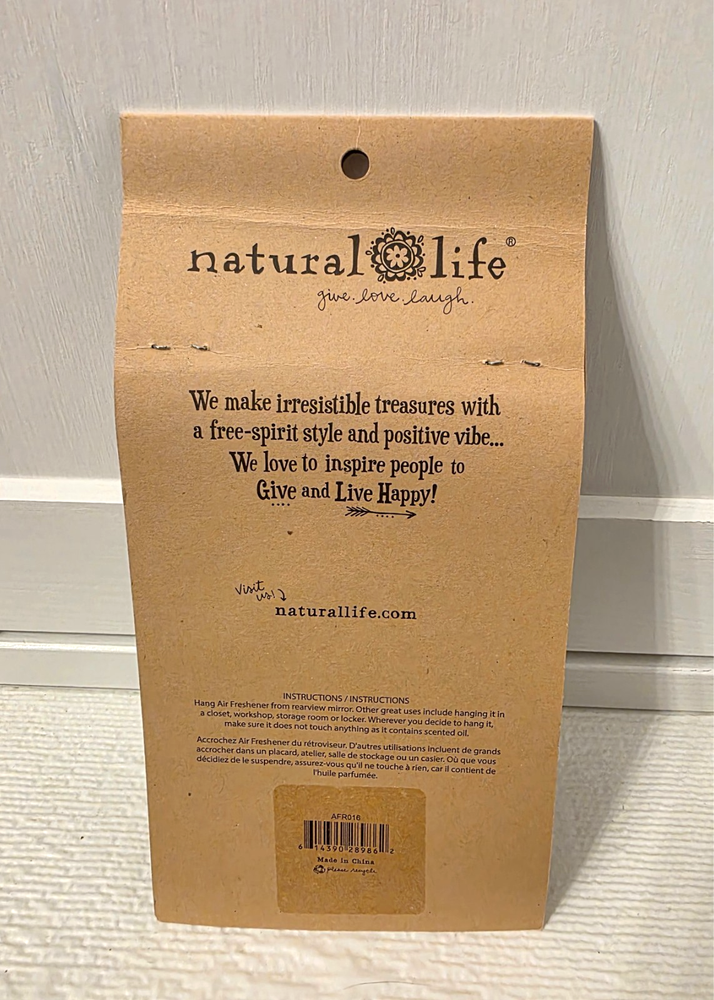 natural life®
give.love.laugh.
We make irresistible treasures with
a free-spirit style and positive vibe...
We love to inspire people to
Give and Live Happy!
visit
us!
naturallife.com
INSTRUCTIONS / INSTRUCTIONS
Hang Air Freshener from rearview mirror. Other great uses include hanging it in
a closet, workshop, storage room or locker. Wherever you decide to hang it,
make sure it does not touch anything as it contains scented oil.
Accrochez Air Freshener du rétroviseur. D'autres utilisations incluent de grands
accrocher dans un placard, atelier, salle de stockage ou un casier. Où que vous
décidiez de le suspendre, assurez-vous qu'il ne touche à rien, car il contient de
l'huile parfumée.
AFR016
6 14390 28986 2
Made in China
please recycle